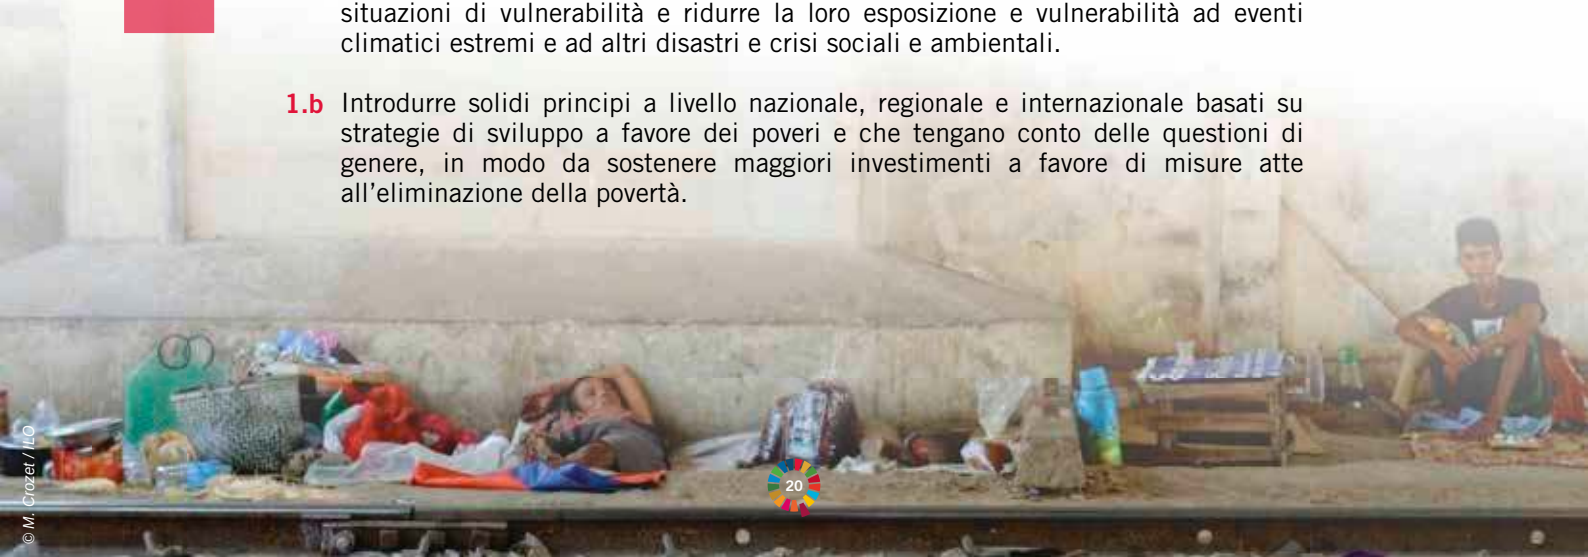 situazioni di vulnerabilità e ridurre la loro esposizione e vulnerabilità ad eventi
climatici estremi e ad altri disastri e crisi sociali e ambientali.
1.b Introdurre solidi principi a livello nazionale, regionale e internazionale basati su
strategie di sviluppo a favore dei poveri e che tengano conto delle questioni di
genere, in modo da sostenere maggiori investimenti a favore di misure atte
all'eliminazione della povertà.
20
© M. Crozet / ILO